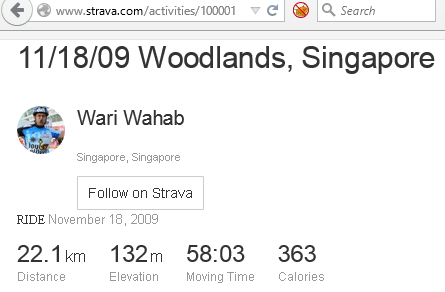 www.strava.com/activities/100001
Search
11/18/09 Woodlands, Singapore
Wari Wahab
Singapore, Singapore
Follow on Strava
RIDE November 18, 2009
22.1km 132m 58:03 363
Distance Elevation Moving Time Calories